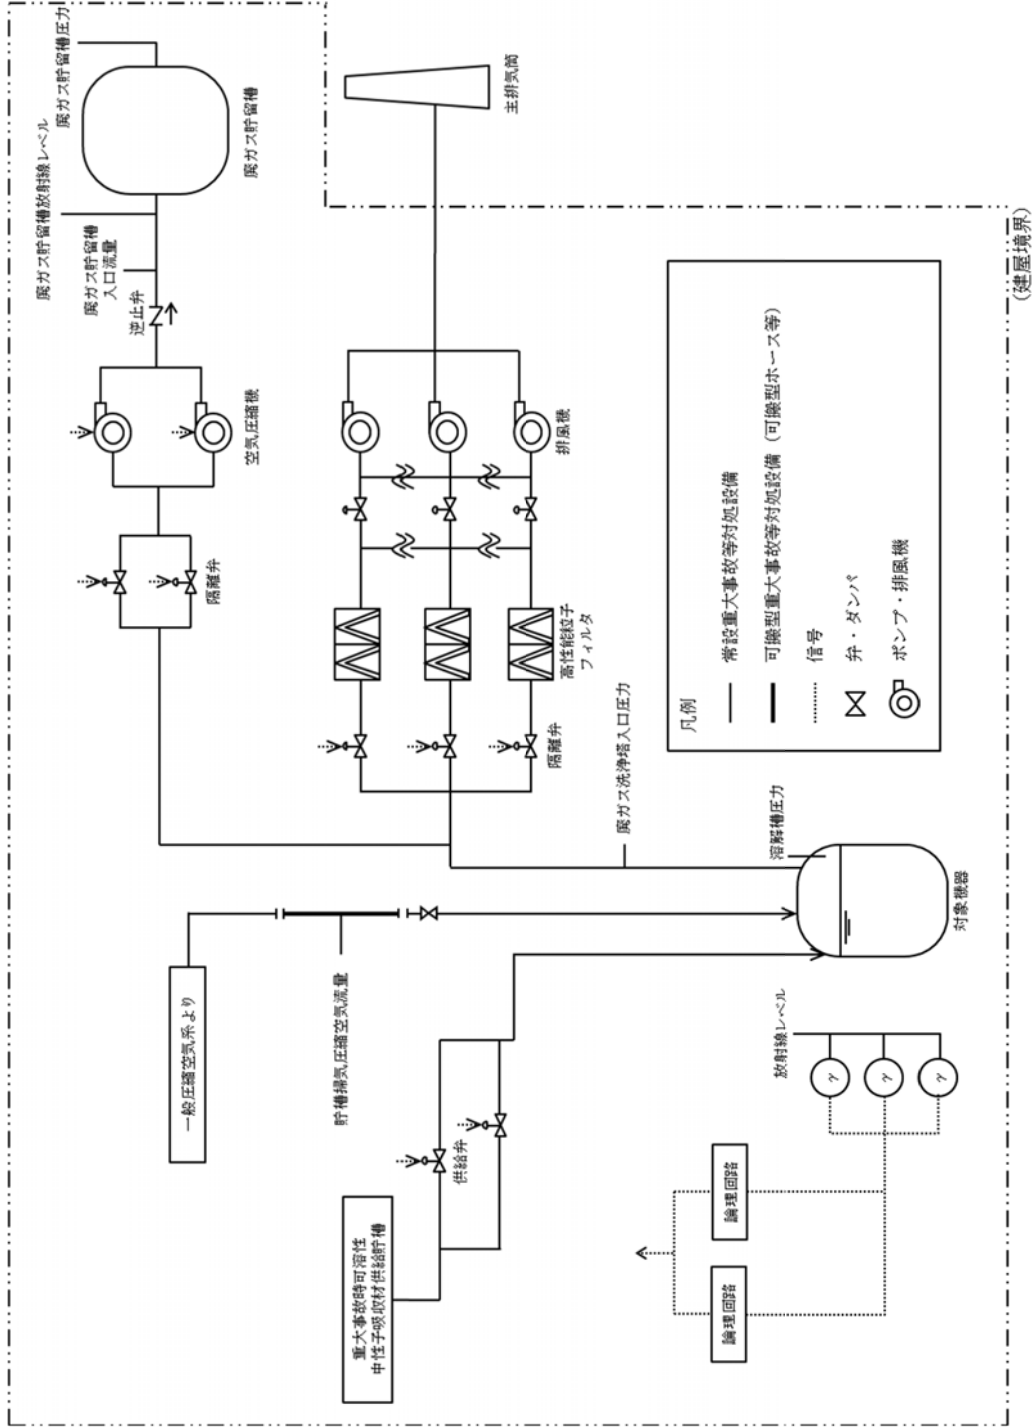 廃ガス貯留槽圧力
廃ガス貯留槽
廃ガス貯留槽放射線レベル
廃ガス貯留槽
入口流量
逆止弁
空気圧縮機
隔離弁
主排気筒
排風機
高性能粒子
フィルタ
隔離弁
廃ガス洗浄塔入口圧力
溶解槽圧力
対象機器
一般圧縮空気系より
貯槽掃気圧縮空気流量
供給弁
重大事故時可溶性
中性子吸収材供給貯槽
放射線レベル
γ
γ
γ
論理回路
論理回路
凡例
常設重大事故等対処設備
可搬型重大事故等対処設備 (可搬型ホース等)
信号
弁・ダンパ
ポンプ・排風機
(建屋境界)